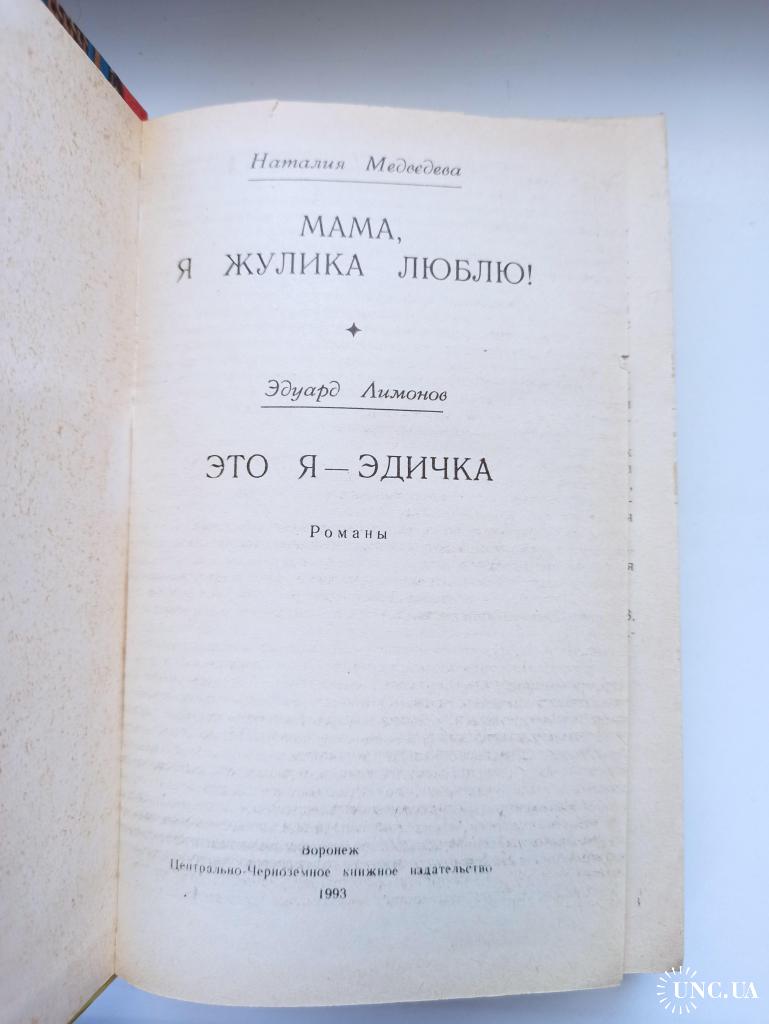 Наталия Медведева
МАМА,
Я ЖУЛИКА ЛЮБЛЮ!
Эдуард Лимонов
ЭТО Я — ЭДИЧКА
Романы
Воронеж
Центрально-Черноземное книжное издательство
1993
UNC.UA